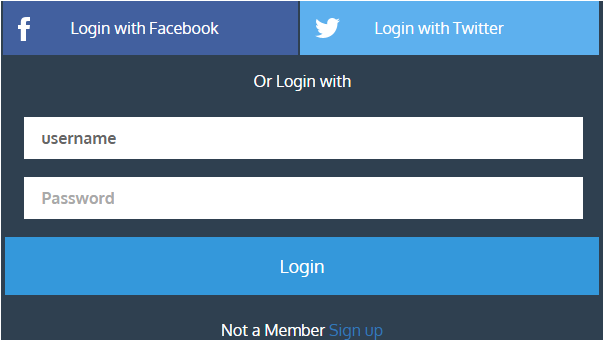 Login with Facebook
Login with Twitter
Or Login with
username
Password
Login
Not a Member Sign up